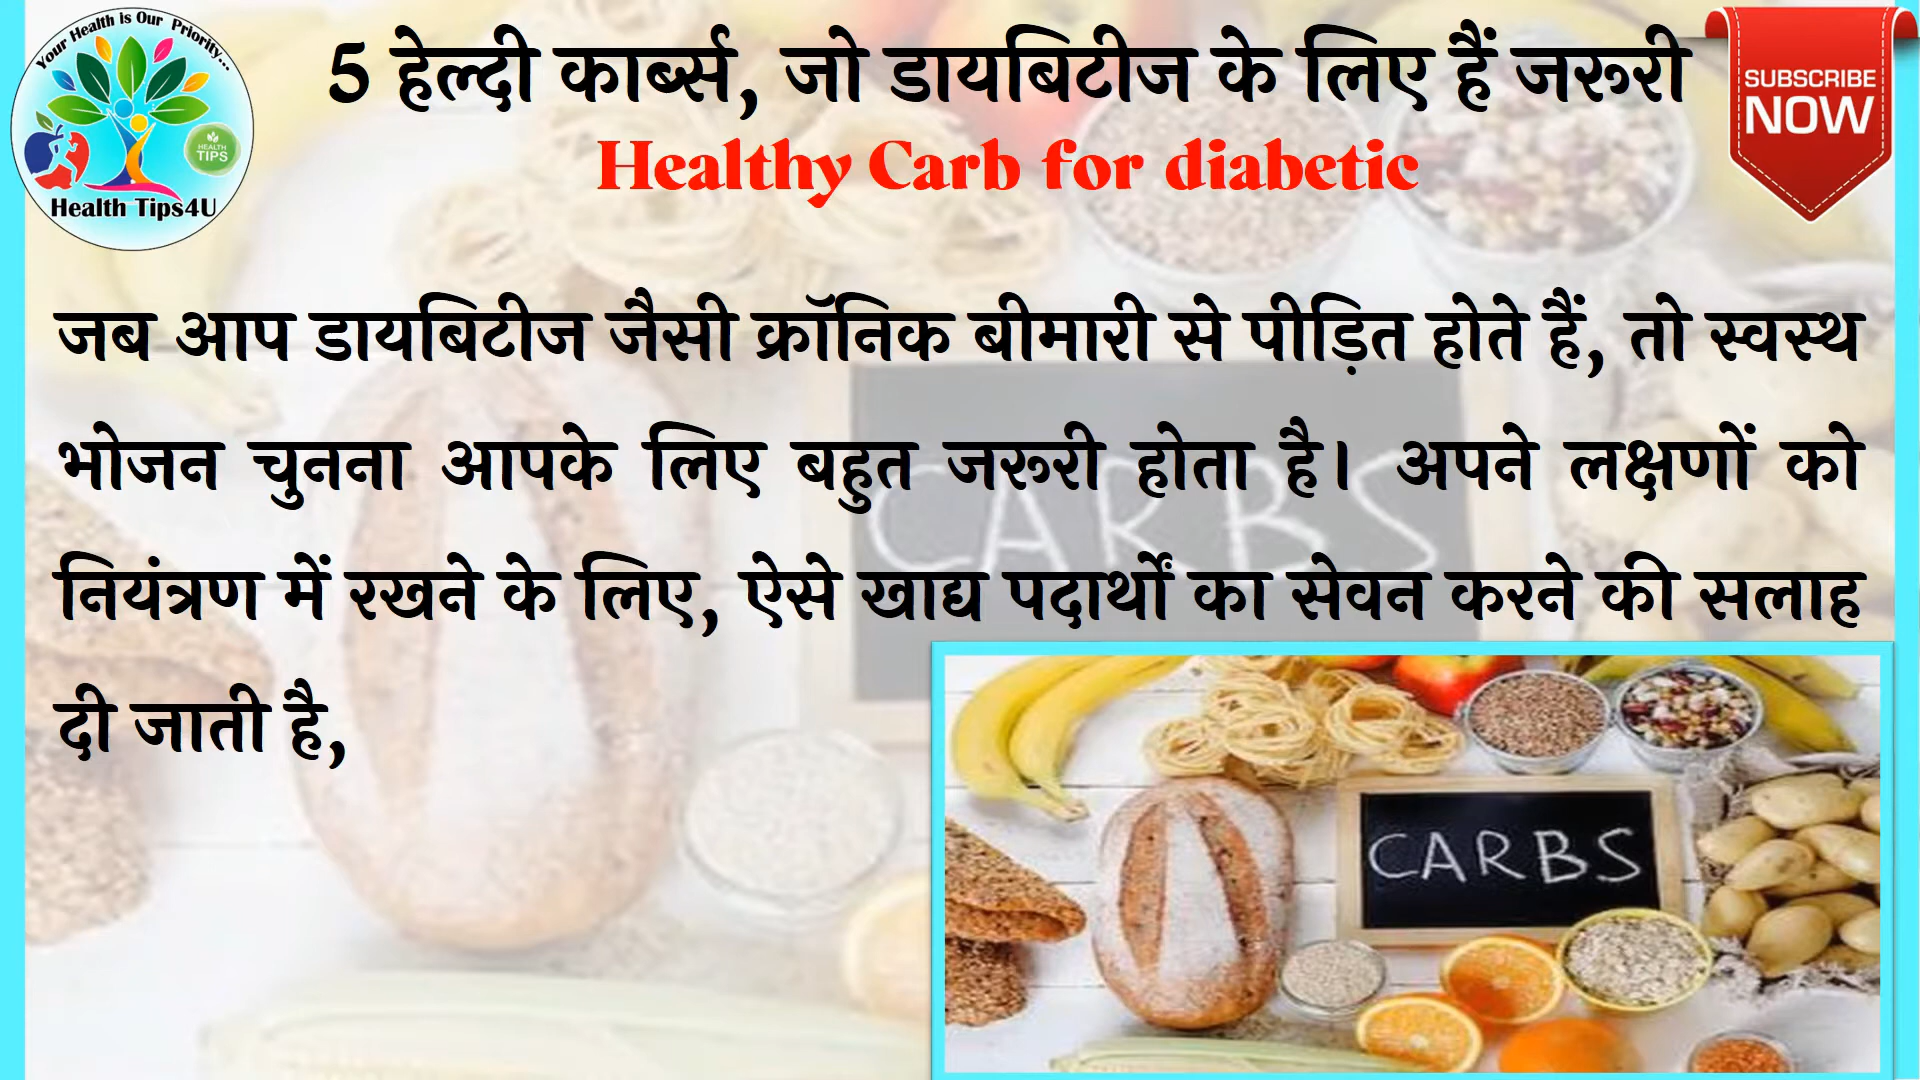 Your Health is Our Priority...
HEALTH
TIPS
Health Tips4U
5 हेल्दी कार्ब्स, जो डायबिटीज के लिए हैं जरूरी
Healthy Carb for diabetic
SUBSCRIBE
NOW
जब आप डायबिटीज जैसी क्रॉनिक बीमारी से पीड़ित होते हैं, तो स्वस्थ
भोजन चुनना आपके लिए बहुत जरूरी होता है। अपने लक्षणों को
नियंत्रण में रखने के लिए, ऐसे खाद्य पदार्थों का सेवन करने की सलाह
दी जाती है,
CARBS
CARBS